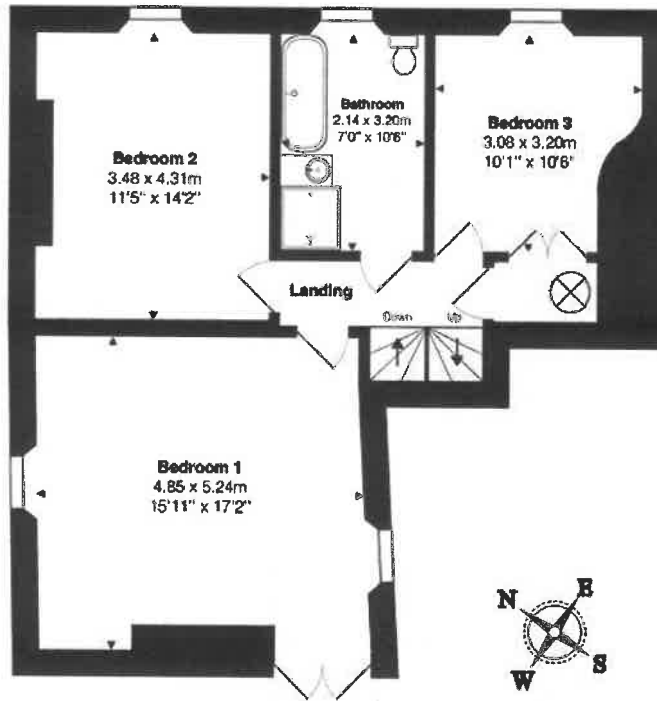 Bedroom 2
3.48 x 4.31m
11'5" x 14'2"
Bathroom
2.14 x 3.20m
7'0" x 10'6"
Bedroom 3
3.08 x 3.20m
10'1" x 10'6"
Landing
Down
Up
Bedroom 1
4.85 x 5.24m
15'11" x 17'2"
N
E
W
S